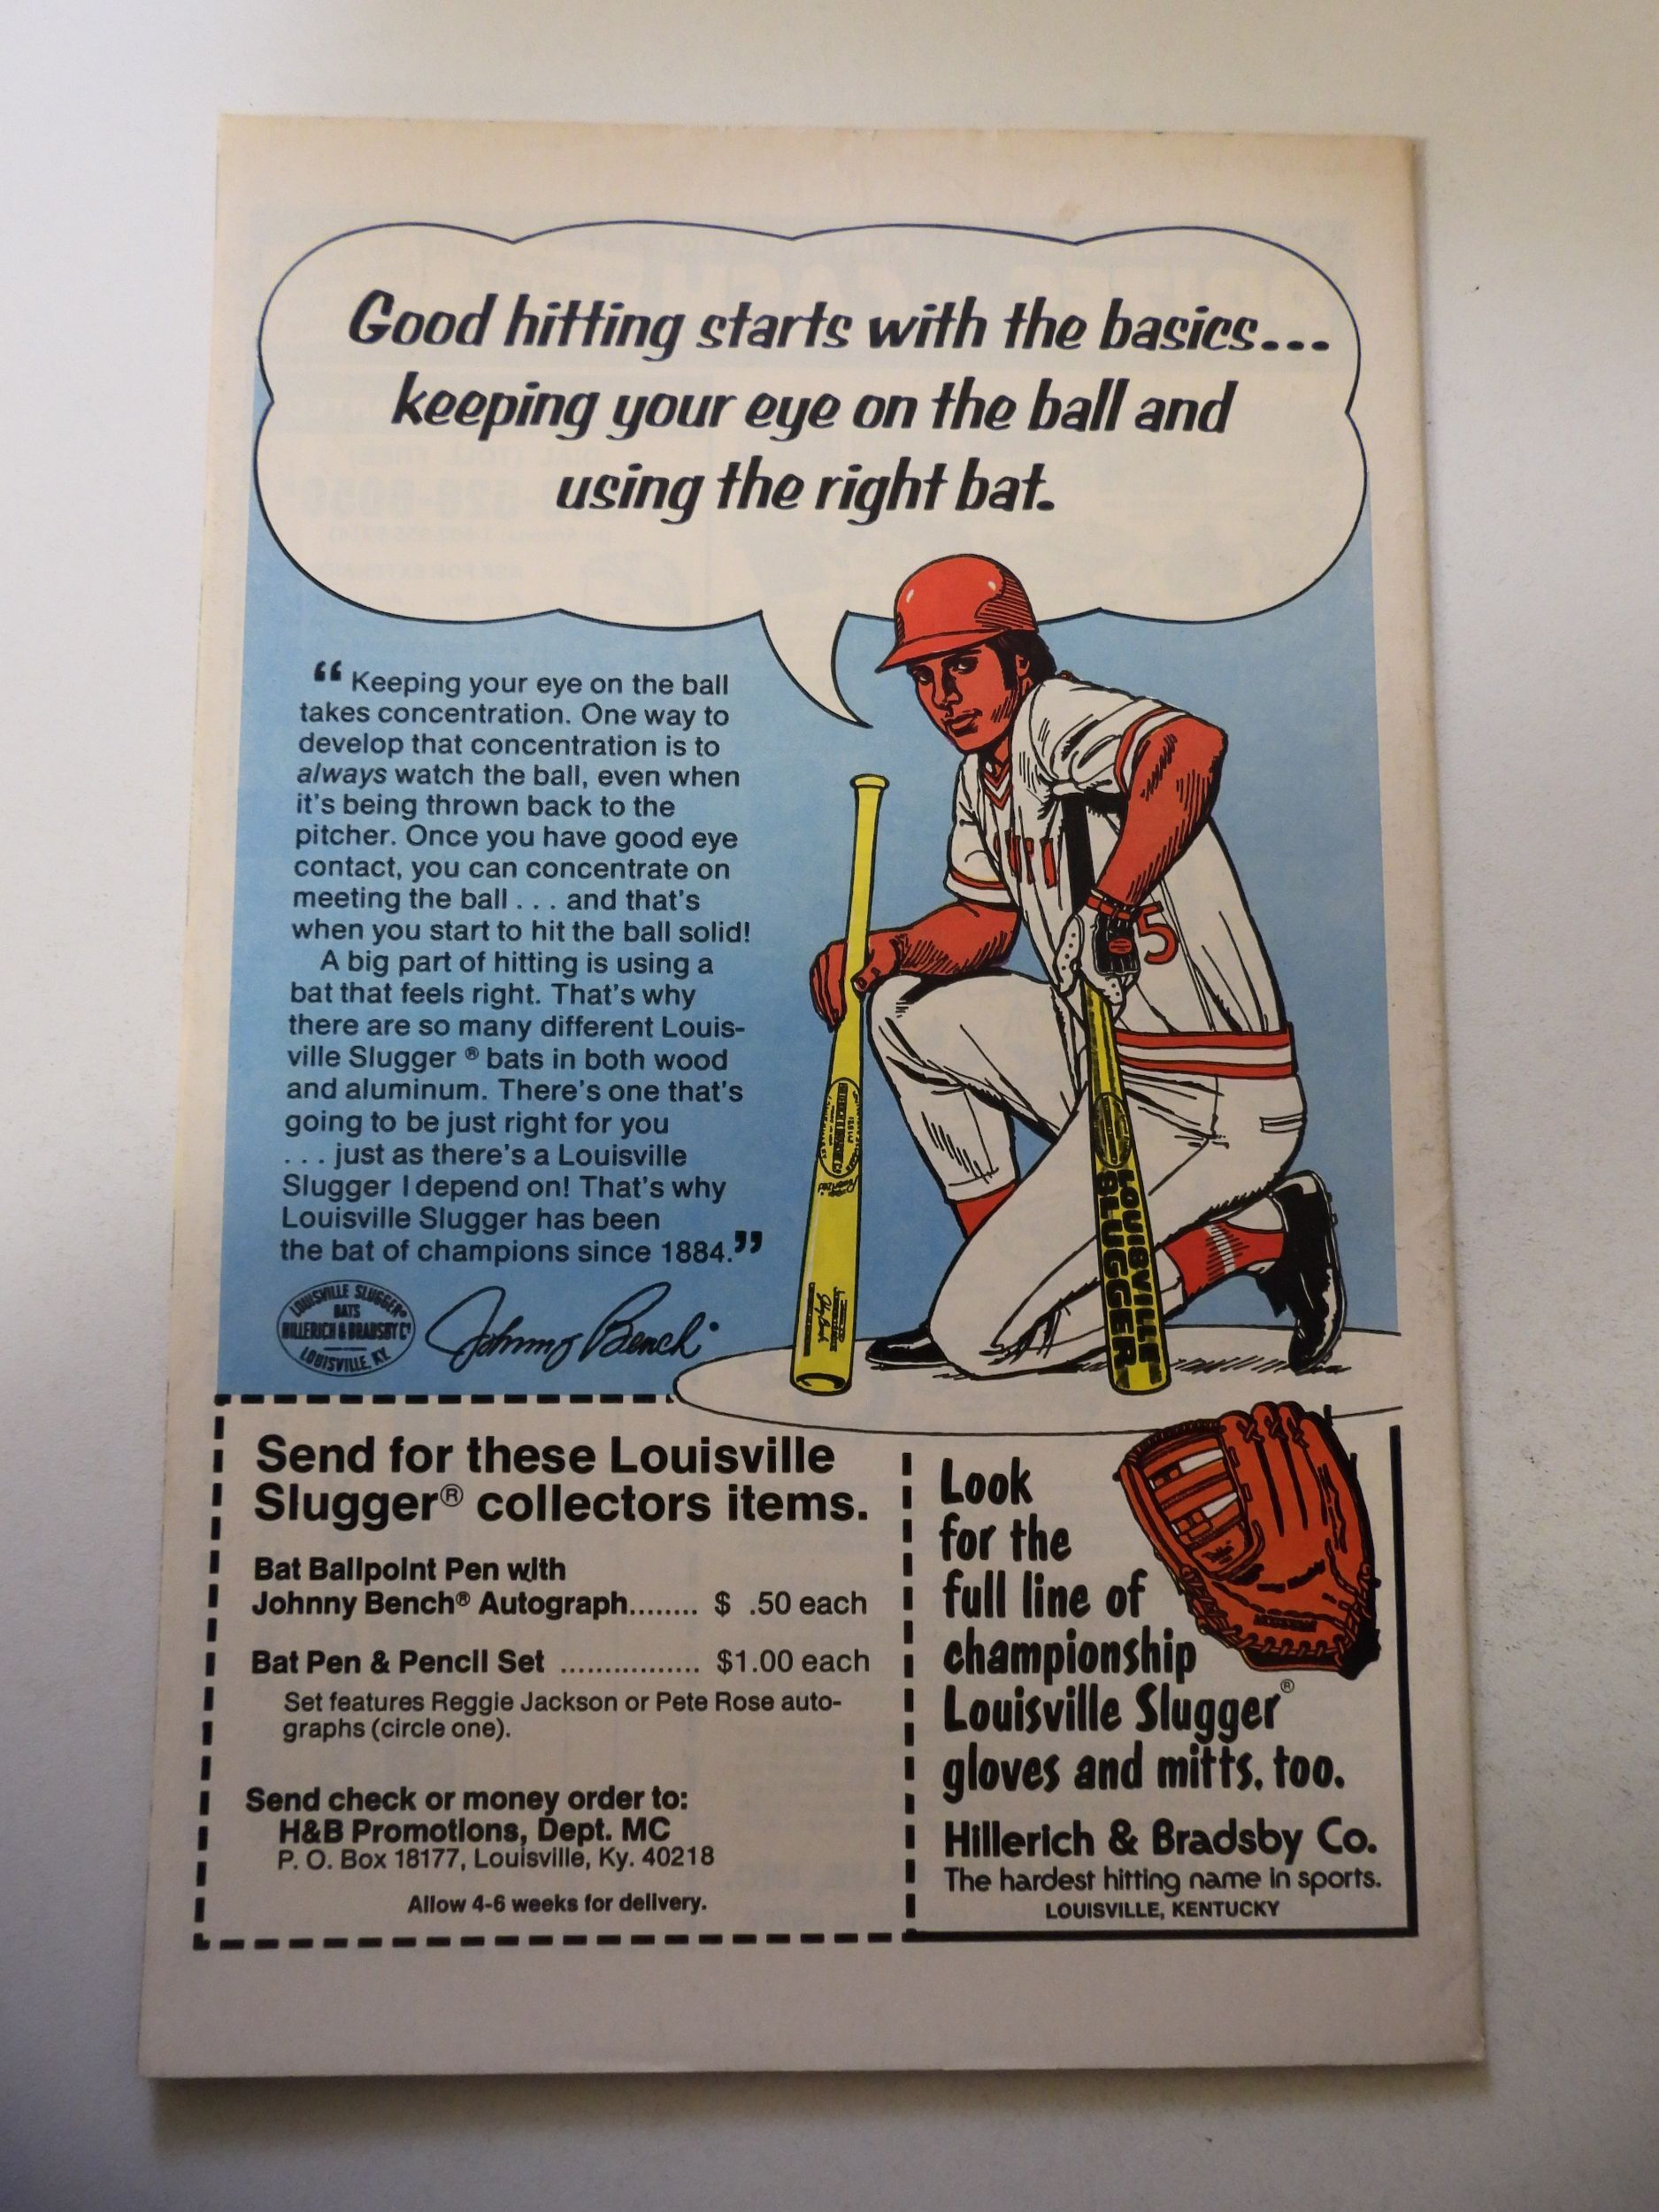 Good hitting starts with the basics...
keeping your eye on the ball and
using the right bat.
“Keeping your eye on the ball
takes concentration. One way to
develop that concentration is to
always watch the ball, even when
it's being thrown back to the
pitcher. Once you have good eye
contact, you can concentrate on
meeting the ball . . . and that's
when you start to hit the ball solid!
A big part of hitting is using a
bat that feels right. That's why
there are so many different Louis-
ville Slugger ® bats in both wood
and aluminum. There's one that's
going to be just right for you
. . . just as there's a Louisville
Slugger I depend on! That's why
Louisville Slugger has been
the bat of champions since 1884.”
LOUISVILLE SLUGGER
BATS
HILLERICH & BRADSBY Co
LOUISVILLE, KY.
Johnny Bench
5
LOUISVILLE
SLUGGER
Send for these Louisville
Slugger® collectors items.
Bat Ballpoint Pen with
Johnny Bench® Autograph........ $ .50 each
Bat Pen & Pencil Set ................ $1.00 each
Set features Reggie Jackson or Pete Rose auto-
graphs (circle one).
Send check or money order to:
H&B Promotions, Dept. MC
P. O. Box 18177, Louisville, Ky. 40218
Allow 4-6 weeks for delivery.
Look
for the
full line of
championship
Louisville Slugger®
gloves and mitts, too.
Hillerich & Bradsby Co.
The hardest hitting name in sports.
LOUISVILLE, KENTUCKY